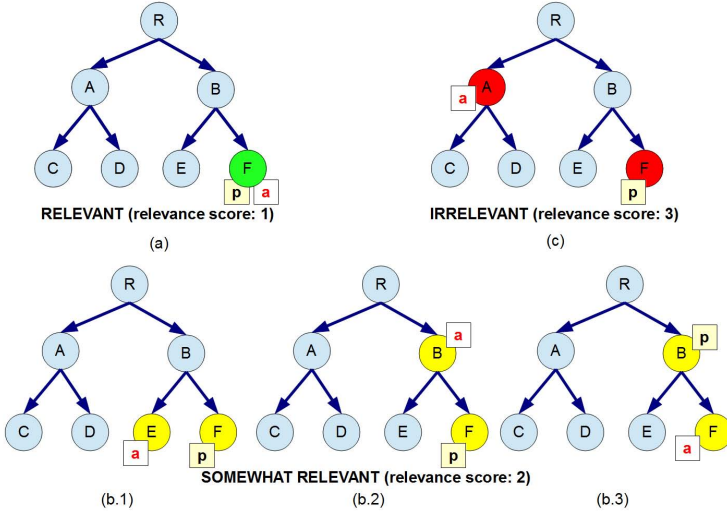 R
R
A
B
a
A
B
C
D
E
F
C
D
E
F
p
a
p
RELEVANT (relevance score: 1)
IRRELEVANT (relevance score: 3)
(a)
(c)
R
R
R
a
p
A
B
A
B
A
B
C
D
E
F
C
D
E
F
C
D
E
F
a
p
p
a
SOMEWHAT RELEVANT (relevance score: 2)
(b.1)
(b.2)
(b.3)